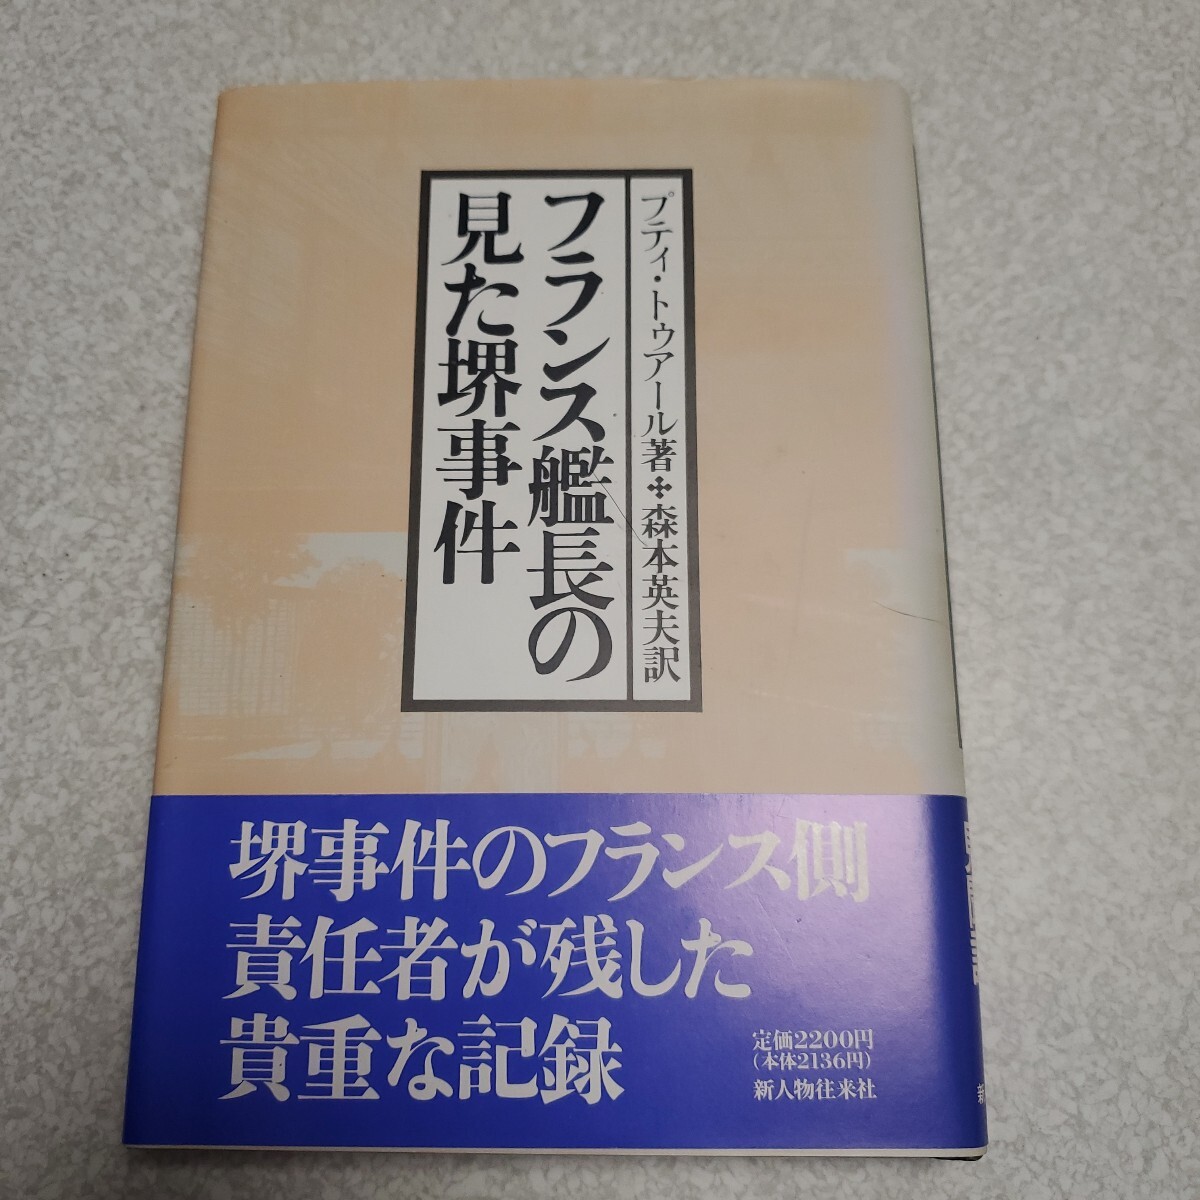 プティ・トゥアール著✣森本英夫訳
フランス艦長の
見た堺事件
堺事件のフランス側
責任者が残した
貴重な記録
定価2200円
(本体2136円)
新人物往来社